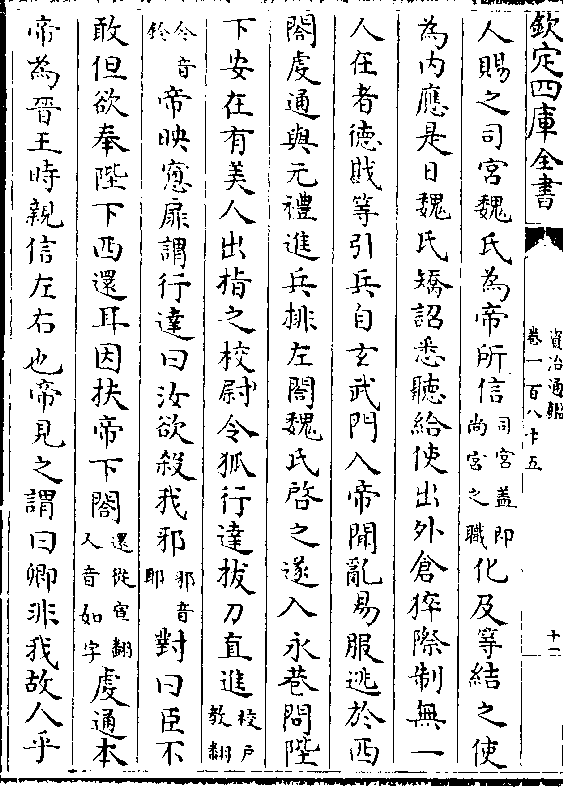 欽定四庫全書
資治通鑑
卷一百八十五
十一
人賜之司宮魏氏為帝所信司宮盖即尚宮之職化及等結之使
為内應是日魏氏矯詔悉聽給使出外倉猝際制無一
人在者德戡等引兵自玄武門入帝聞亂易服逃於西
閤虔通與元禮進兵排左閤魏氏啓之遂入永巷問陛
下安在有美人出指之校尉令狐行達拔刀直進校戸教翻
令音鈴帝映窻扉謂行達曰汝欲殺我邪邪音耶對曰臣不
敢但欲奉陛下西還耳因扶帝下閤還從宣翻又音如字虔通本
帝為晉王時親信左右也帝見之謂曰卿非我故人乎